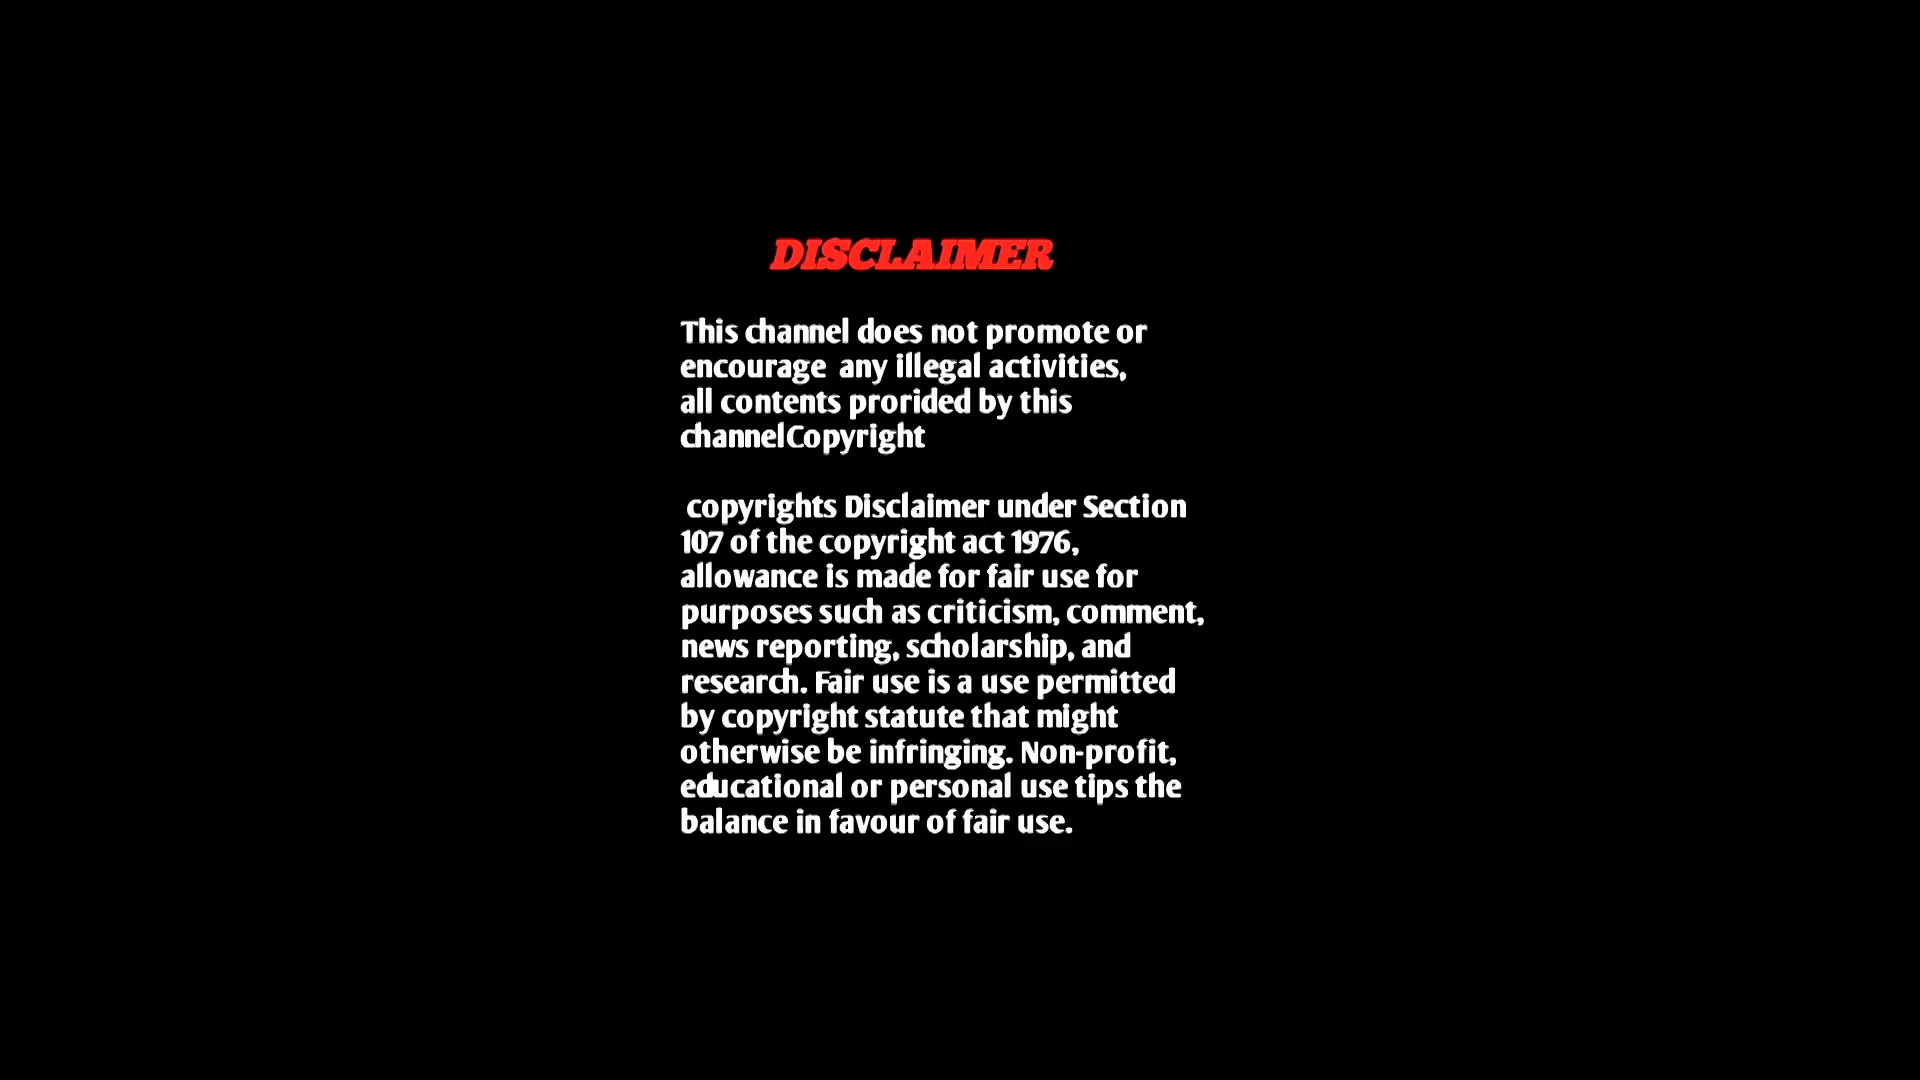 DISCLAIMER
This channel does not promote or
encourage any illegal activities,
all contents prorided by this
channelCopyright
copyrights Disclaimer under Section
107 of the copyright act 1976,
allowance is made for fair use for
purposes such as criticism, comment,
news reporting, scholarship, and
research. Fair use is a use permitted
by copyright statute that might
otherwise be infringing. Non-profit,
educational or personal use tips the
balance in favour of fair use.